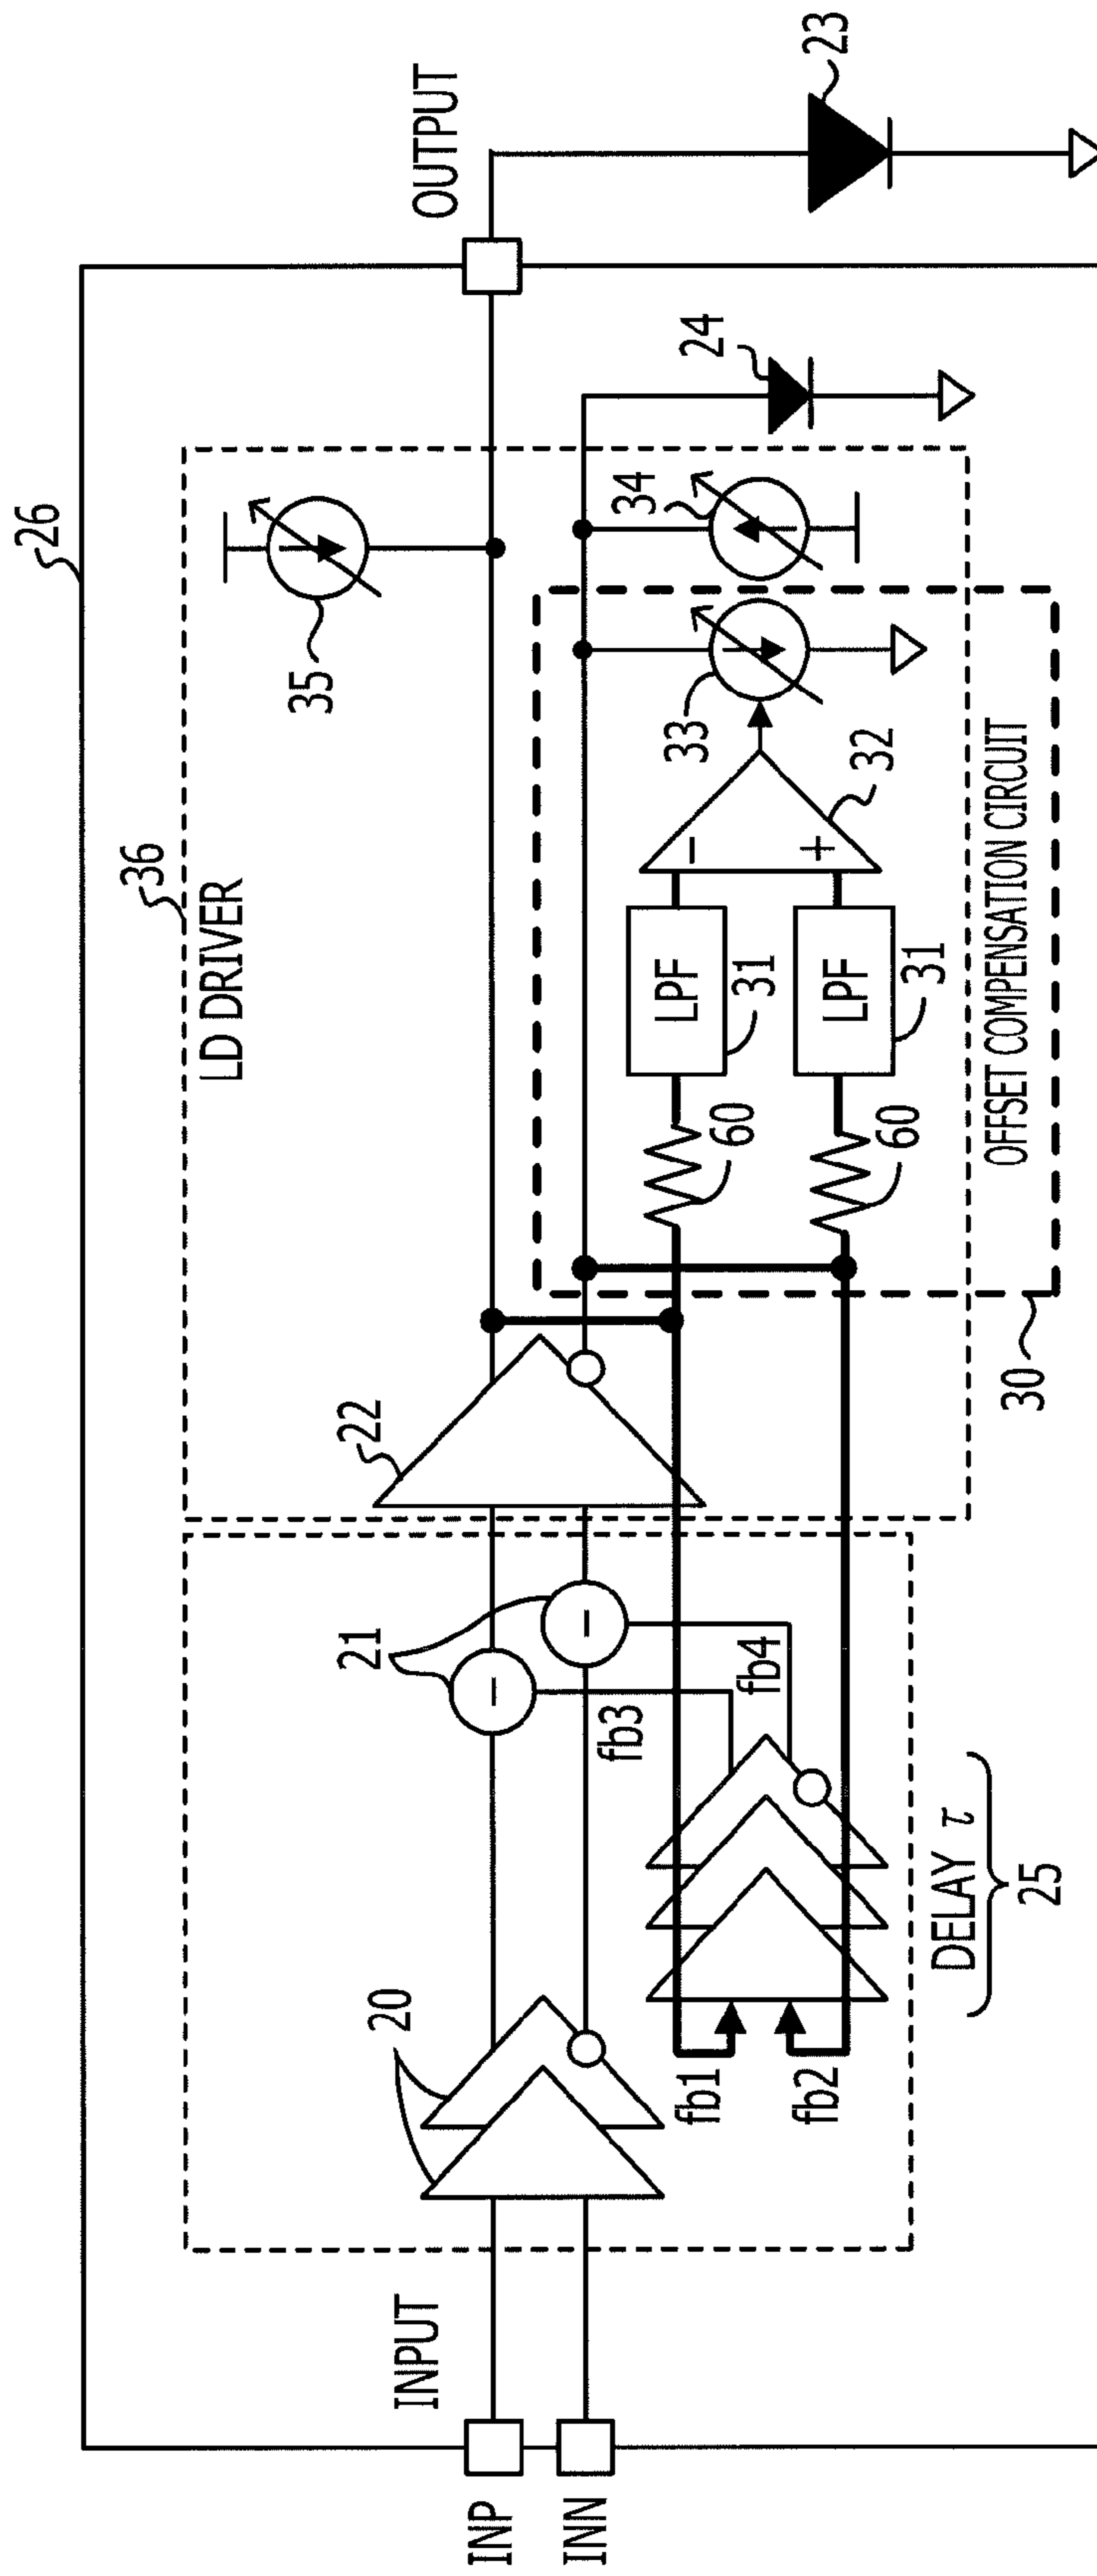 26
36
LD DRIVER
OUTPUT
INPUT
INP
INN
20
21
22
23
24
35
34
33
32
−
−
−
+
LPF
31
LPF
31
60
60
fb1
fb2
fb3
fb4
DELAY τ
25
30
OFFSET COMPENSATION CIRCUIT